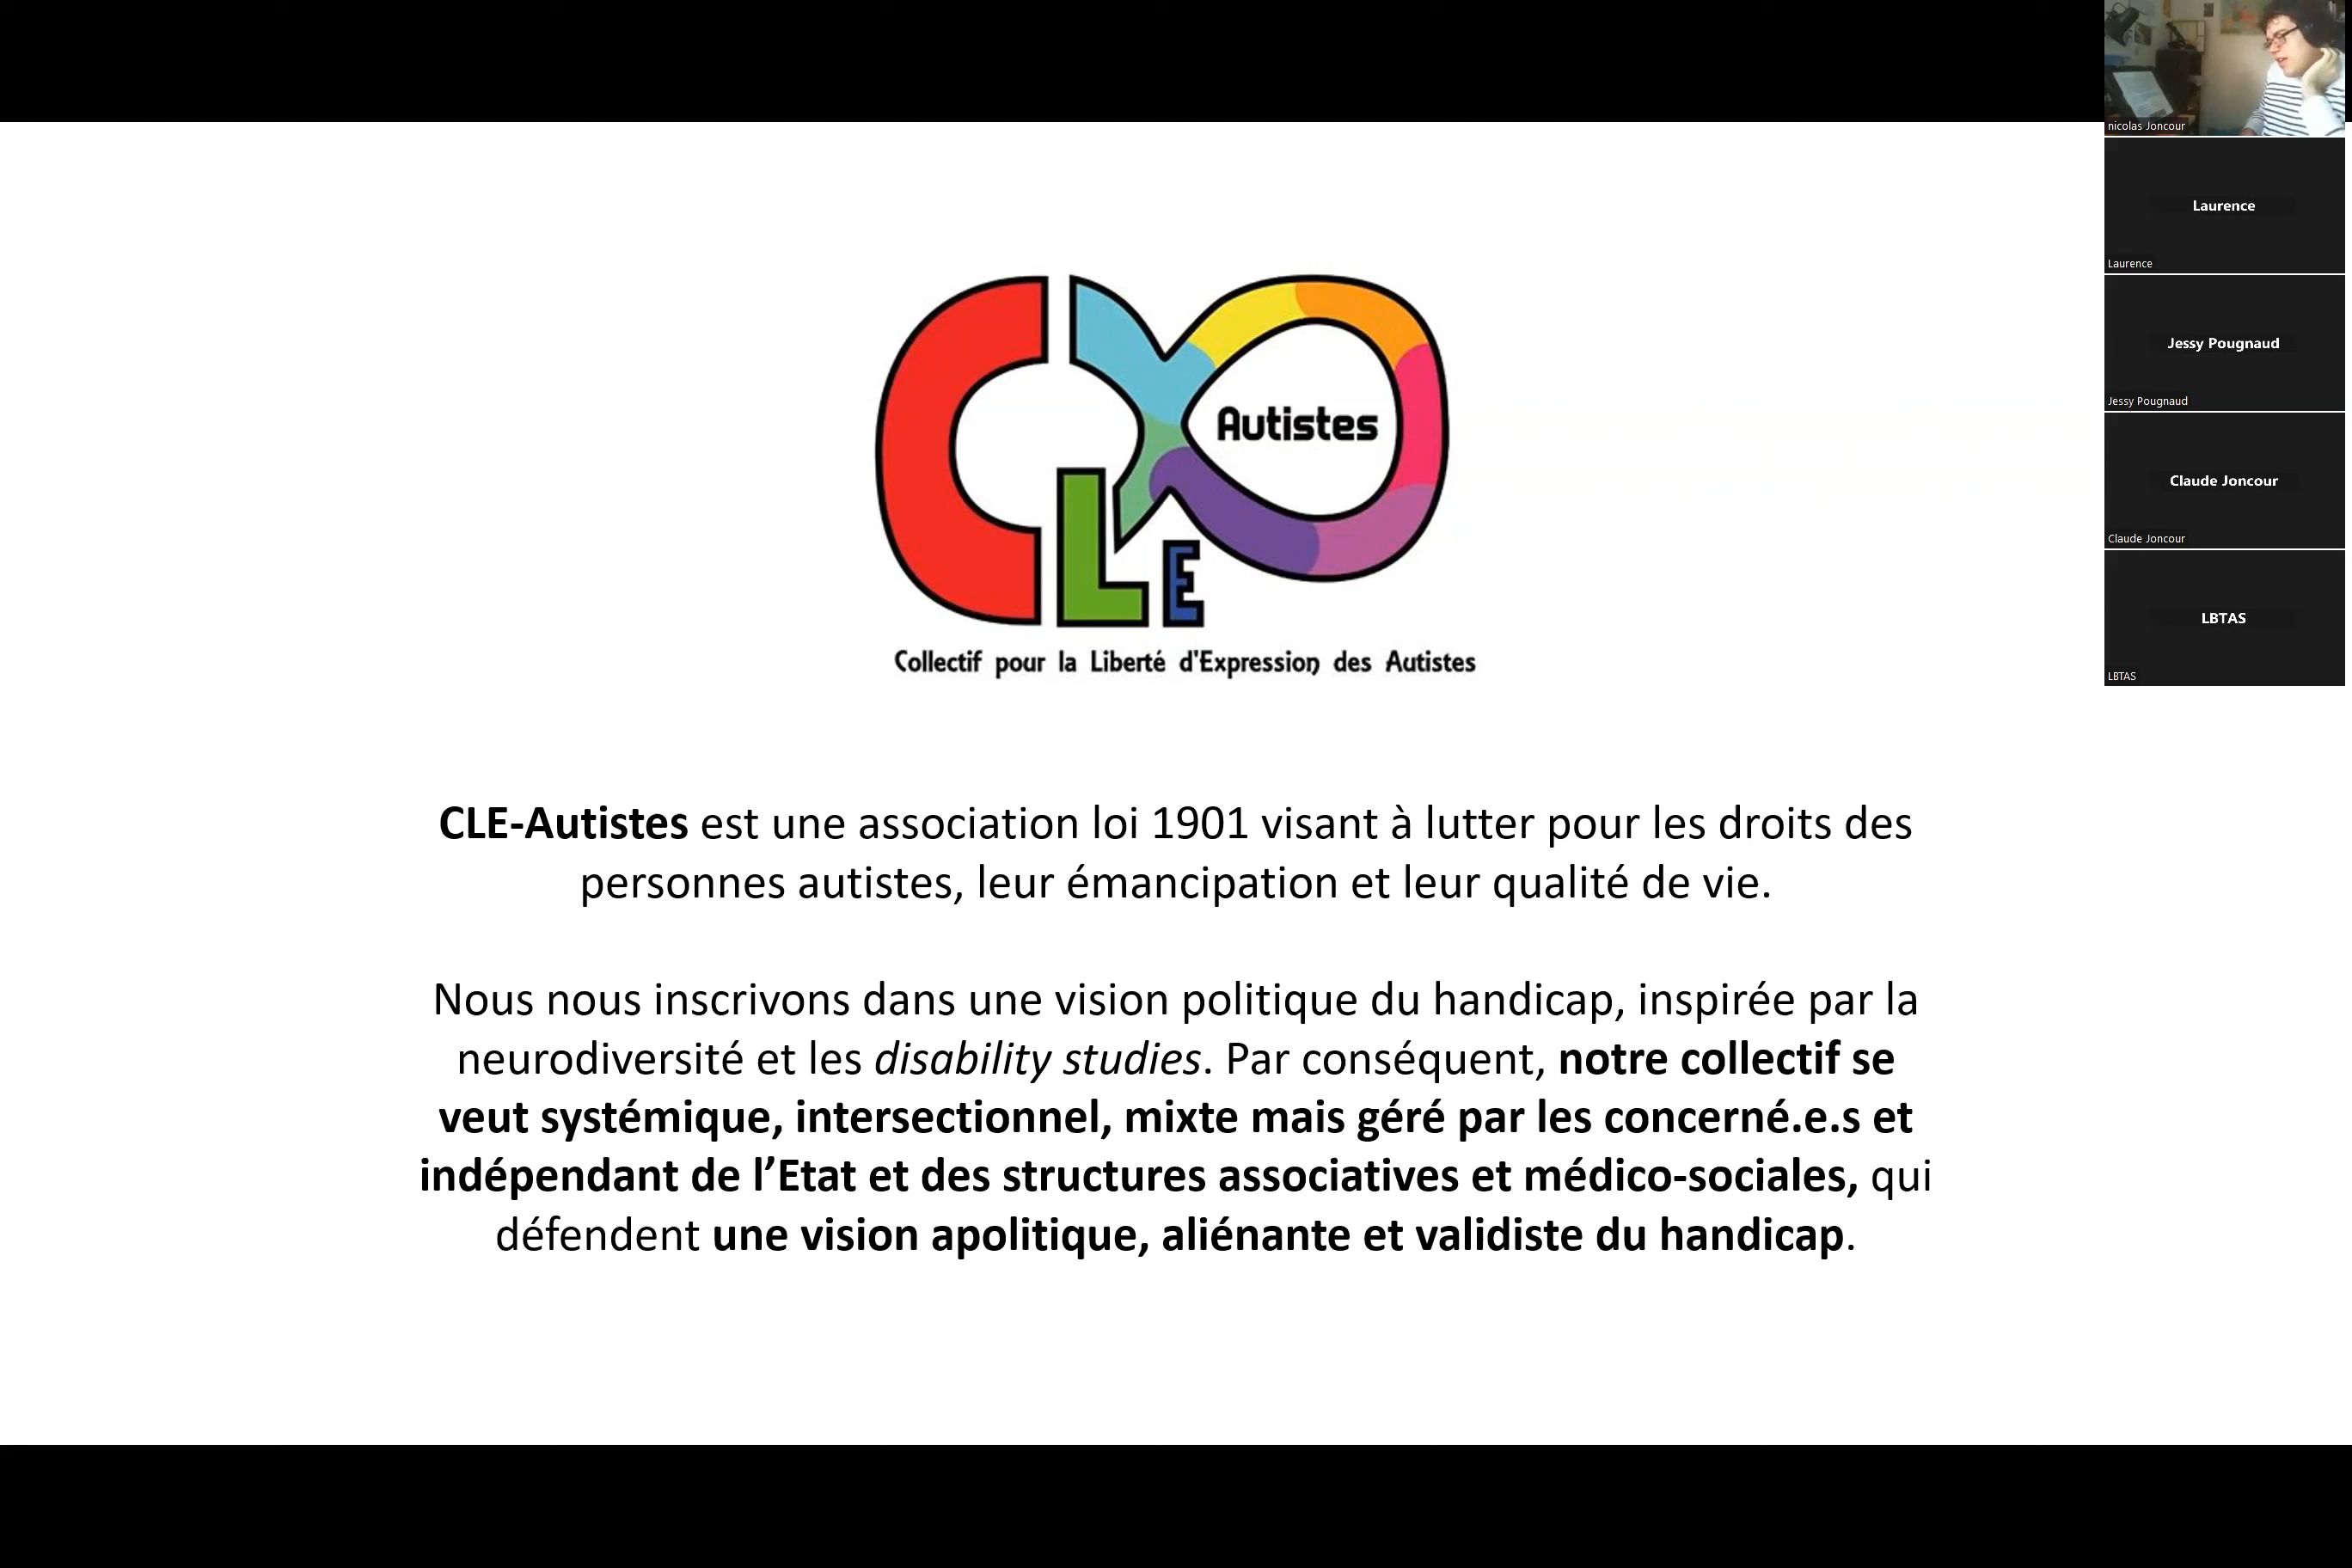 CLE
Autistes
Collectif pour la Liberté d'Expression des Autistes
CLE-Autistes est une association loi 1901 visant à lutter pour les droits des
personnes autistes, leur émancipation et leur qualité de vie.
Nous nous inscrivons dans une vision politique du handicap, inspirée par la
neurodiversité et les disability studies. Par conséquent, notre collectif se
veut systémique, intersectionnel, mixte mais géré par les concerné.e.s et
indépendant de l’Etat et des structures associatives et médico-sociales, qui
défendent une vision apolitique, aliénante et validiste du handicap.
nicolas Joncour
Laurence
Laurence
Jessy Pougnaud
Jessy Pougnaud
Claude Joncour
Claude Joncour
LBTAS
LBTAS